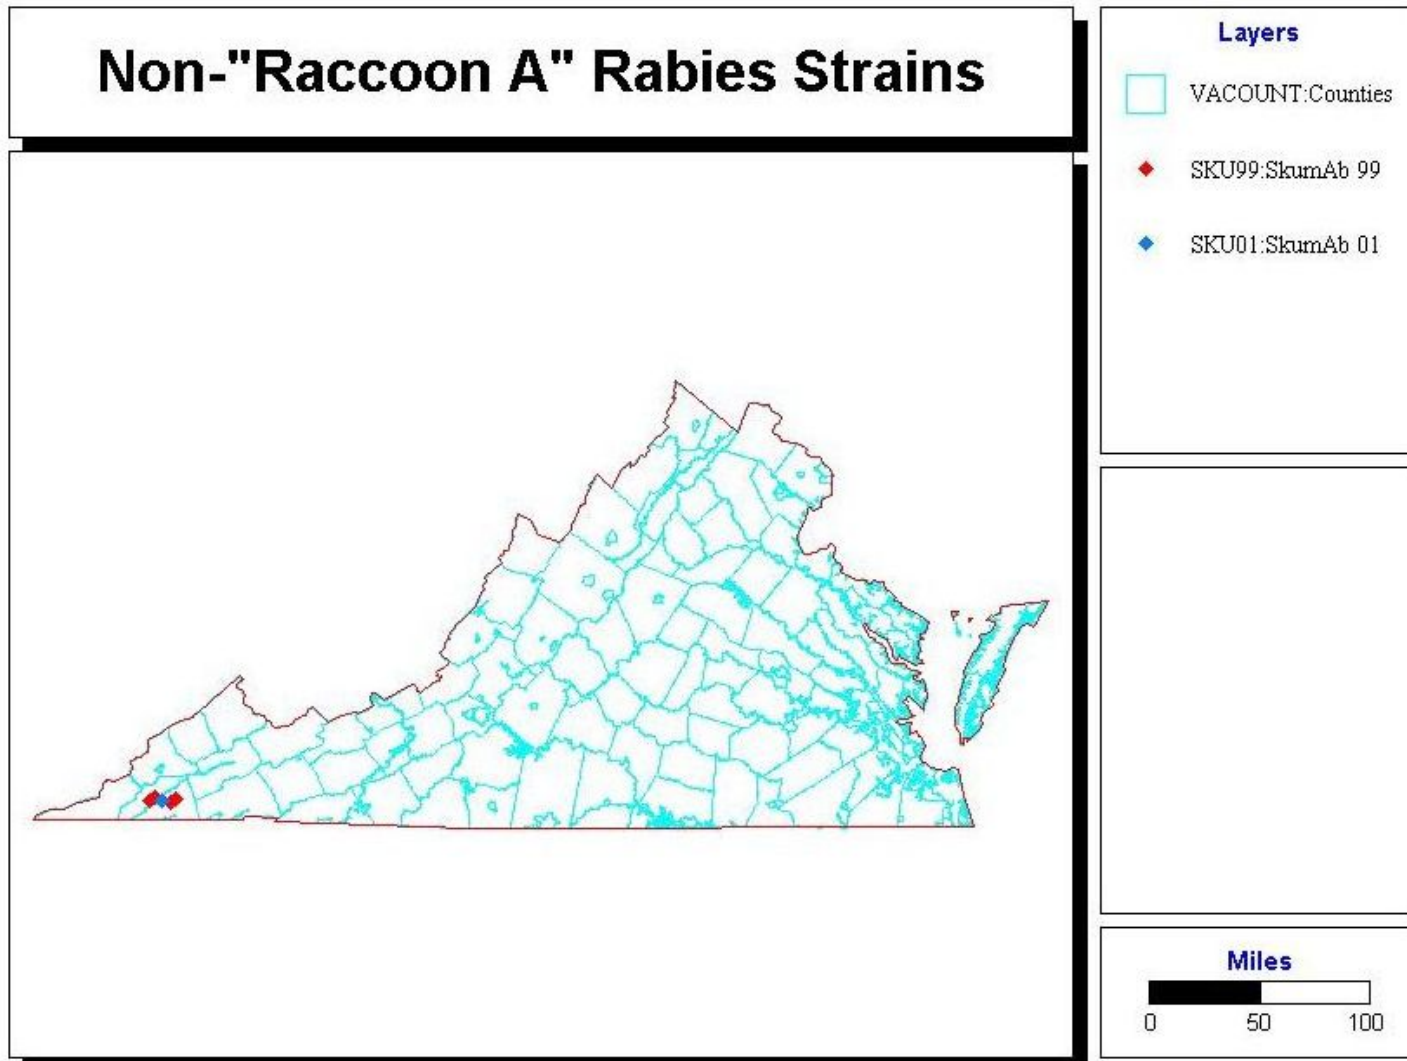 Non-"Raccoon A" Rabies Strains
Layers
VACOUNT:Counties
SKU99:SkumAb 99
SKU01:SkumAb 01
Miles
0 50 100